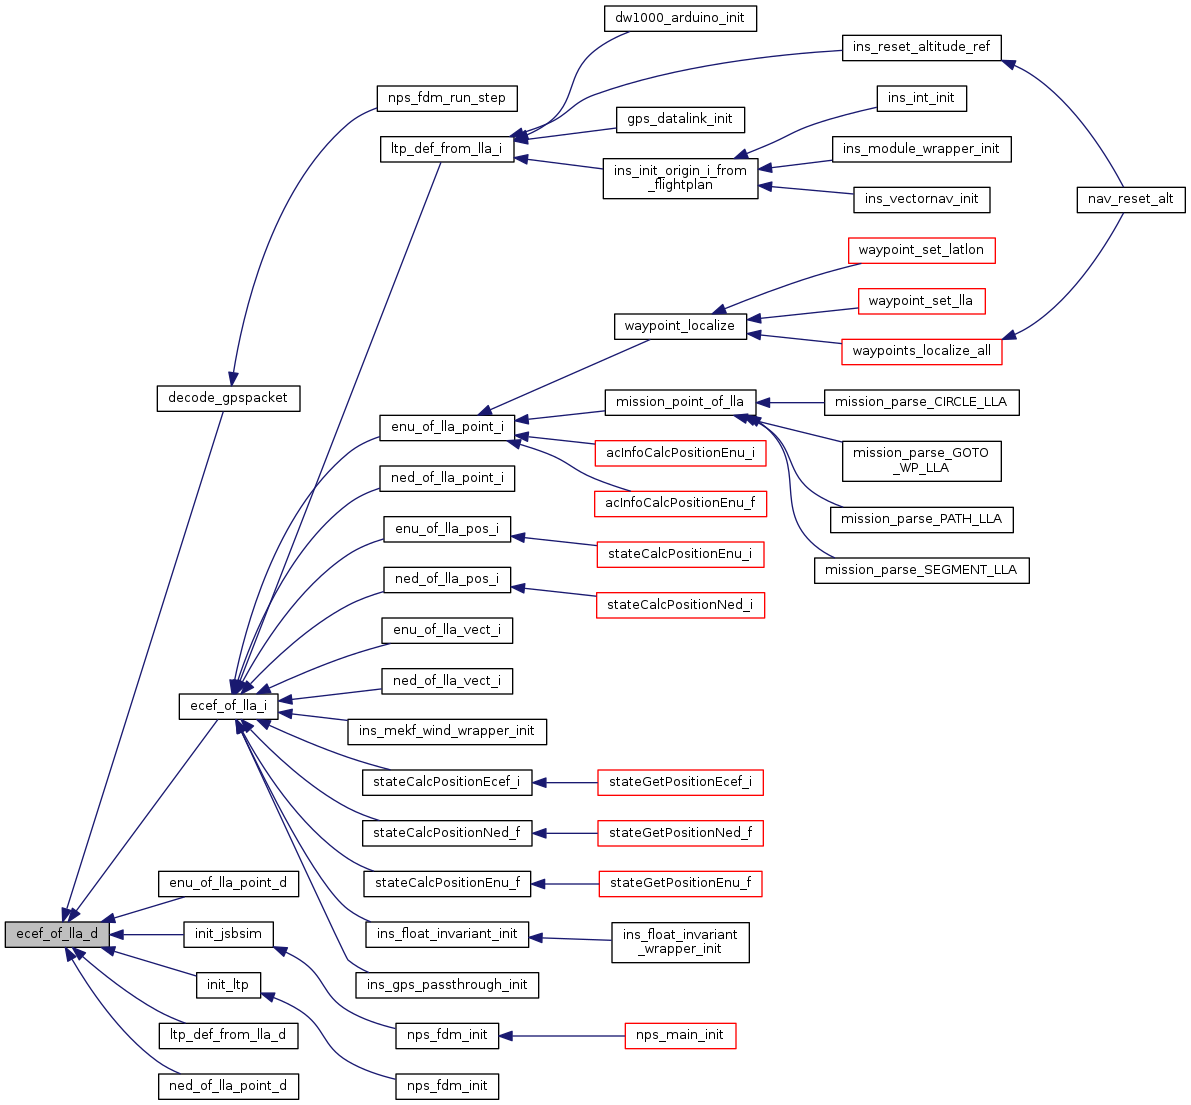 dw1000_arduino_init
ins_reset_altitude_ref
nps_fdm_run_step
ins_int_init
gps_datalink_init
ltp_def_from_lla_i
ins_module_wrapper_init
ins_init_origin_i_from
_flightplan
ins_vectornav_init
nav_reset_alt
waypoint_set_latlon
waypoint_set_lla
waypoint_localize
waypoints_localize_all
decode_gpspacket
mission_point_of_lla
mission_parse_CIRCLE_LLA
enu_of_lla_point_i
acInfoCalcPositionEnu_i
mission_parse_GOTO
_WP_LLA
ned_of_lla_point_i
acInfoCalcPositionEnu_f
mission_parse_PATH_LLA
enu_of_lla_pos_i
stateCalcPositionEnu_i
mission_parse_SEGMENT_LLA
ned_of_lla_pos_i
stateCalcPositionNed_i
enu_of_lla_vect_i
ned_of_lla_vect_i
ecef_of_lla_i
ins_mekf_wind_wrapper_init
stateCalcPositionEcef_i
stateGetPositionEcef_i
stateCalcPositionNed_f
stateGetPositionNed_f
enu_of_lla_point_d
stateCalcPositionEnu_f
stateGetPositionEnu_f
ecef_of_lla_d
init_jsbsim
ins_float_invariant_init
ins_float_invariant
_wrapper_init
init_ltp
ins_gps_passthrough_init
ltp_def_from_lla_d
nps_fdm_init
nps_main_init
ned_of_lla_point_d
nps_fdm_init